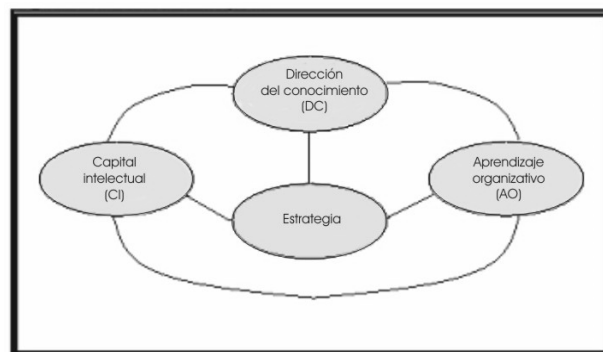 Dirección
del conocimiento
(DC)
Capital
intelectual
(CI)
Aprendizaje
organizativo
(AO)
Estrategia